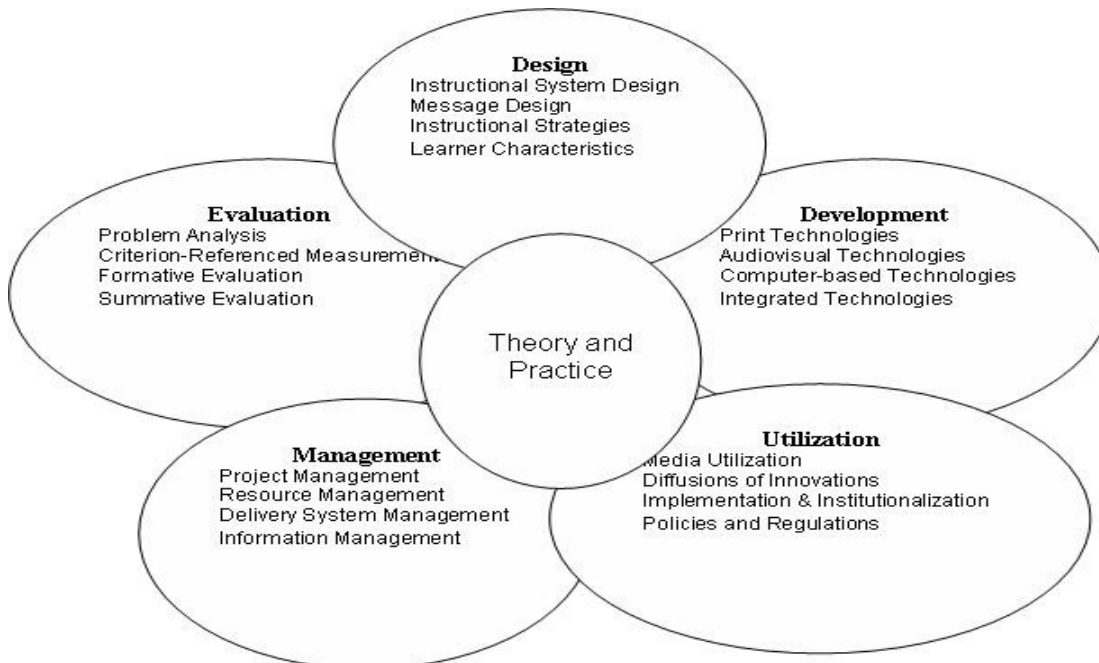 Design
Instructional System Design
Message Design
Instructional Strategies
Learner Characteristics
Evaluation
Problem Analysis
Criterion-Referenced Measurement
Formative Evaluation
Summative Evaluation
Development
Print Technologies
Audiovisual Technologies
Computer-based Technologies
Integrated Technologies
Theory and
Practice
Management
Project Management
Resource Management
Delivery System Management
Information Management
Utilization
Media Utilization
Diffusions of Innovations
Implementation & Institutionalization
Policies and Regulations